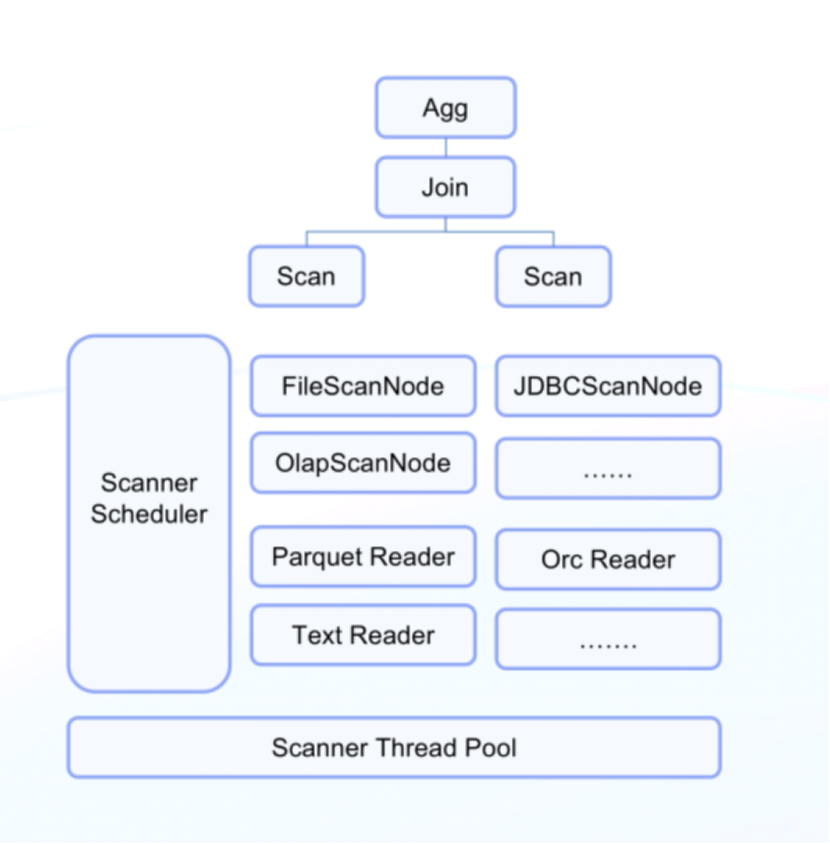 Agg
Join
Scan
Scan
Scanner
Scheduler
FileScanNode
JDBCScanNode
OlapScanNode
......
Parquet Reader
Orc Reader
Text Reader
.......
Scanner Thread Pool